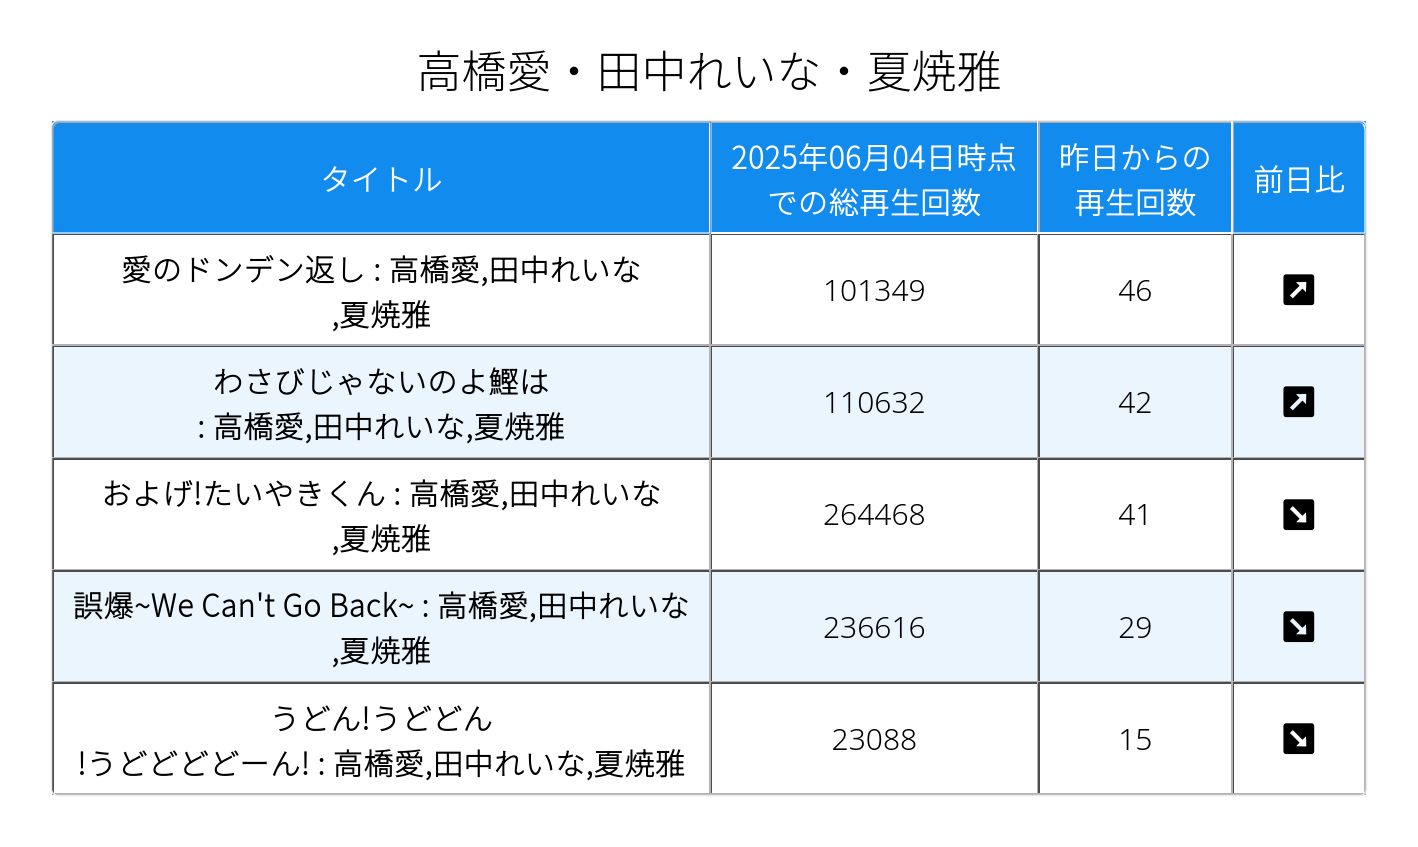 高橋愛・田中れいな・夏焼雅
タイトル
2025年06月04日時点
での総再生回数
昨日からの
再生回数
前日比
愛のドンデン返し : 高橋愛,田中れいな
,夏焼雅
101349
46
わさびじゃないのよ鰹は
: 高橋愛,田中れいな,夏焼雅
110632
42
およげ!たいやきくん : 高橋愛,田中れいな
,夏焼雅
264468
41
誤爆~We Can't Go Back~ : 高橋愛,田中れいな
,夏焼雅
236616
29
うどん!うどどん
!うどどどどーん! : 高橋愛,田中れいな,夏焼雅
23088
15